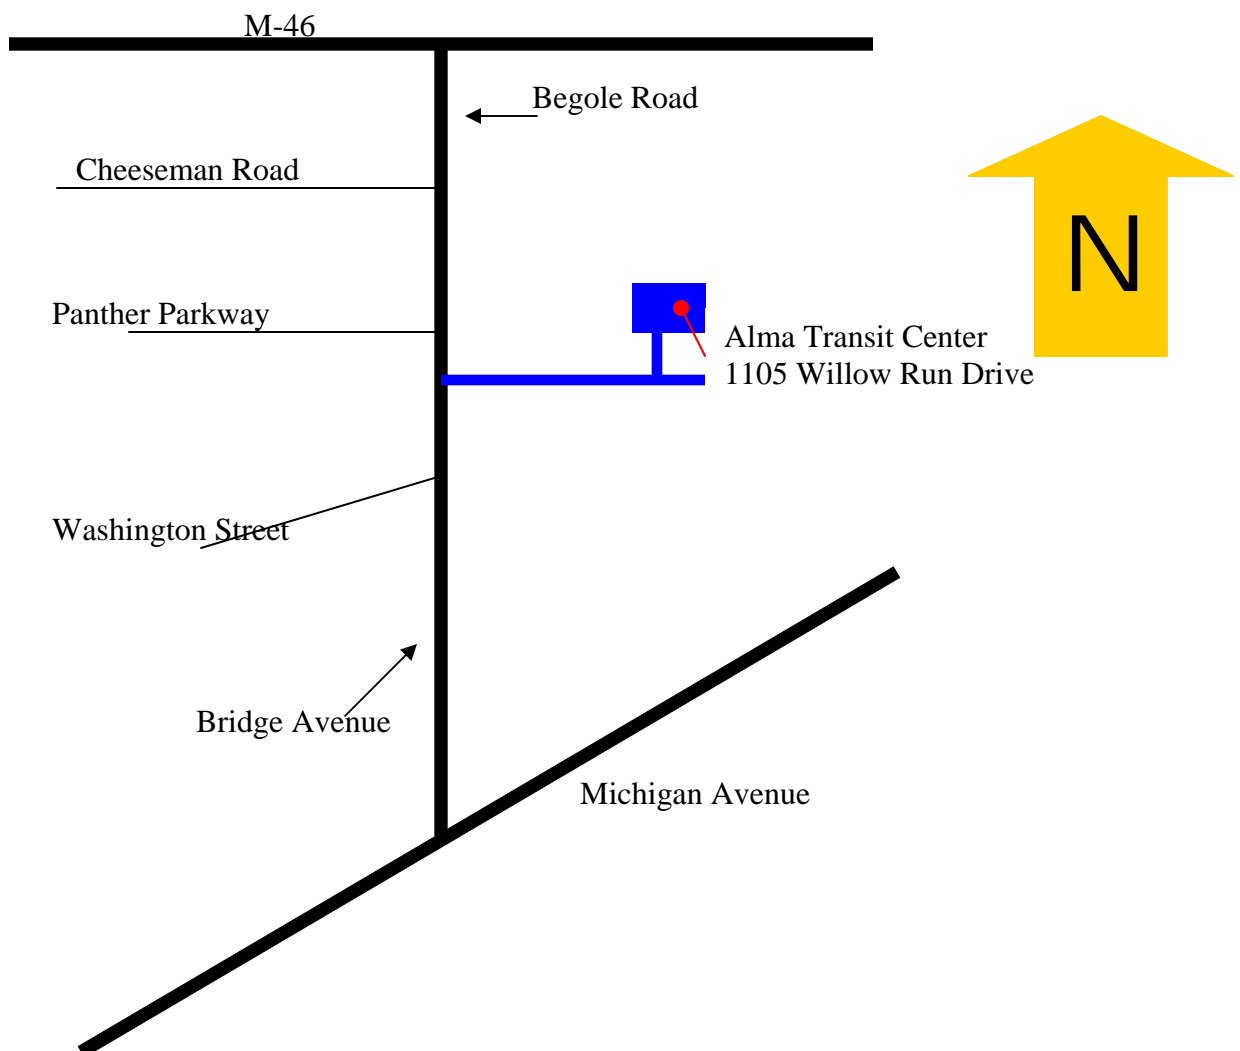 M-46
Begole Road
Cheeseman Road
N
Panther Parkway
Alma Transit Center
1105 Willow Run Drive
Washington Street
Bridge Avenue
Michigan Avenue